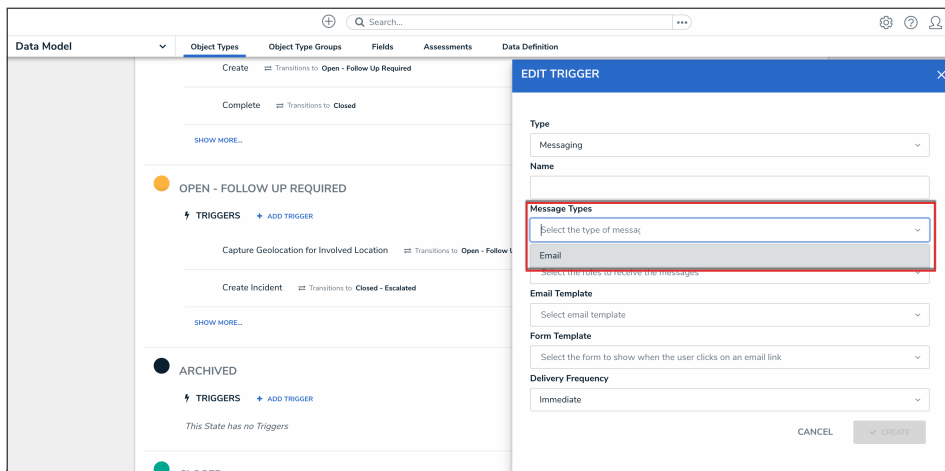 Search...
Data Model
Object Types
Object Type Groups
Fields
Assessments
Data Definition
Create
Transitions to Open - Follow Up Required
Complete
Transitions to Closed
SHOW MORE...
OPEN - FOLLOW UP REQUIRED
TRIGGERS
+ ADD TRIGGER
Capture Geolocation for Involved Location
Transitions to Open - Follow
Create Incident
Transitions to Closed - Escalated
SHOW MORE...
ARCHIVED
TRIGGERS
+ ADD TRIGGER
This State has no Triggers
EDIT TRIGGER
Type
Messaging
Name
Message Types
Select the type of messag
Email
Select the roles to receive the messages
Email Template
Select email template
Form Template
Select the form to show when the user clicks on an email link
Delivery Frequency
Immediate
CANCEL
CREATE